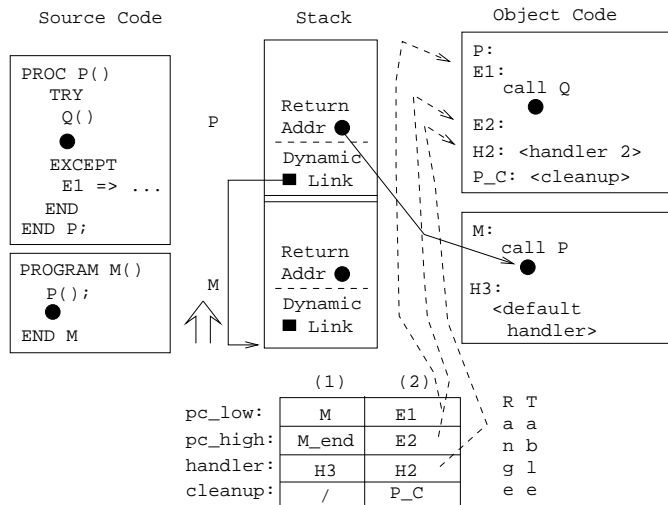 Source Code
Stack
Object Code
PROC P()
TRY
Q()
EXCEPT
E1 => ...
END
END P;
PROGRAM M()
P();
END M
P
M
Return
Addr
Dynamic
Link
Return
Addr
Dynamic
Link
P:
E1:
call Q
E2:
H2: <handler 2>
P_C: <cleanup>
M:
call P
H3:
<default
handler>
(1) (2)
pc_low: M E1
pc_high: M_end E2
handler: H3 H2
cleanup: / P_C
Range
Table